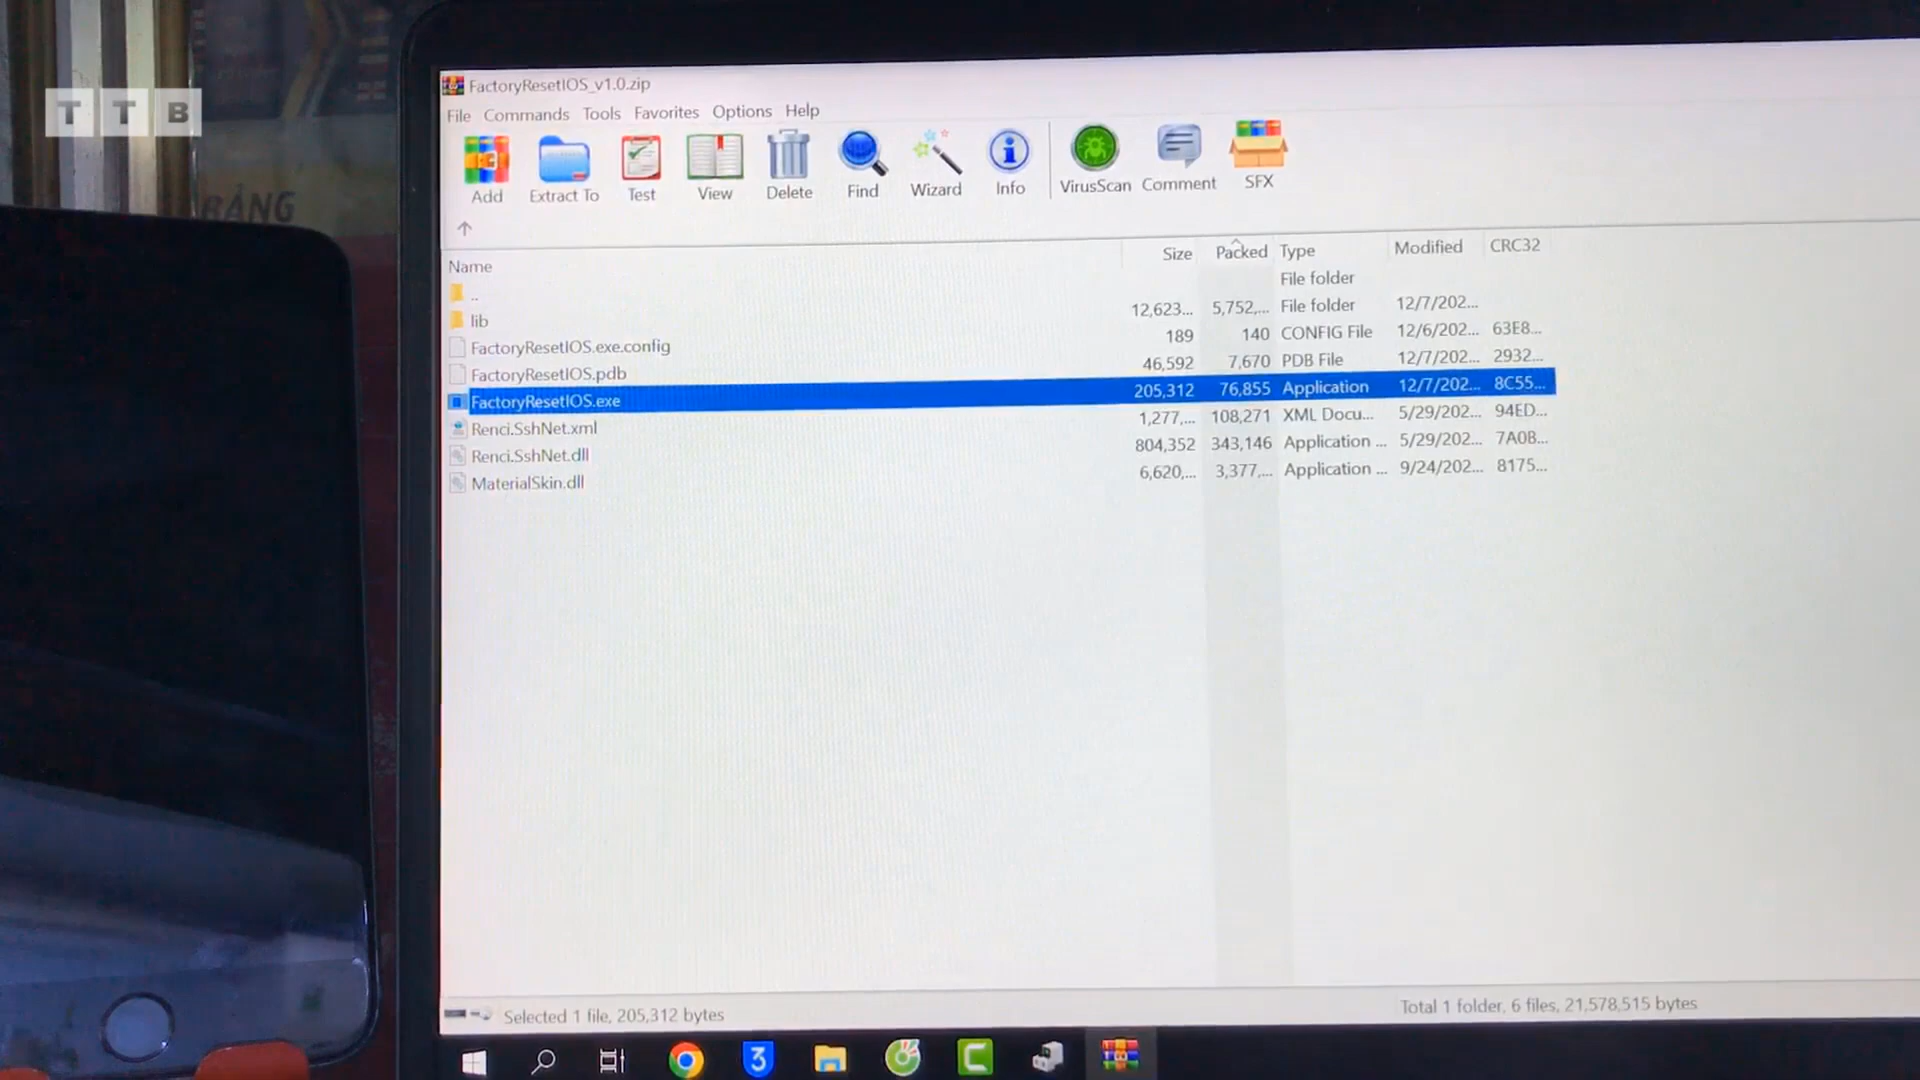 TTB
BẢNG
FactoryResetIOS_v1.0.zip
File Commands Tools Favorites Options Help
Add Extract To Test View Delete Find Wizard Info VirusScan Comment SFX
Name Size Packed Type Modified CRC32
.. File folder
lib 12,623... 5,752,... File folder 12/7/202...
FactoryResetIOS.exe.config 189 140 CONFIG File 12/6/202... 63E8...
FactoryResetIOS.pdb 46,592 7,670 PDB File 12/7/202... 2932...
FactoryResetIOS.exe 205,312 76,855 Application 12/7/202... 8C55...
Renci.SshNet.xml 1,277,... 108,271 XML Docu... 5/29/202... 94ED...
Renci.SshNet.dll 804,352 343,146 Application ... 5/29/202... 7A0B...
MaterialSkin.dll 6,620,... 3,377,... Application ... 9/24/202... 8175...
Selected 1 file, 205,312 bytes
Total 1 folder, 6 files, 21,578,515 bytes
3